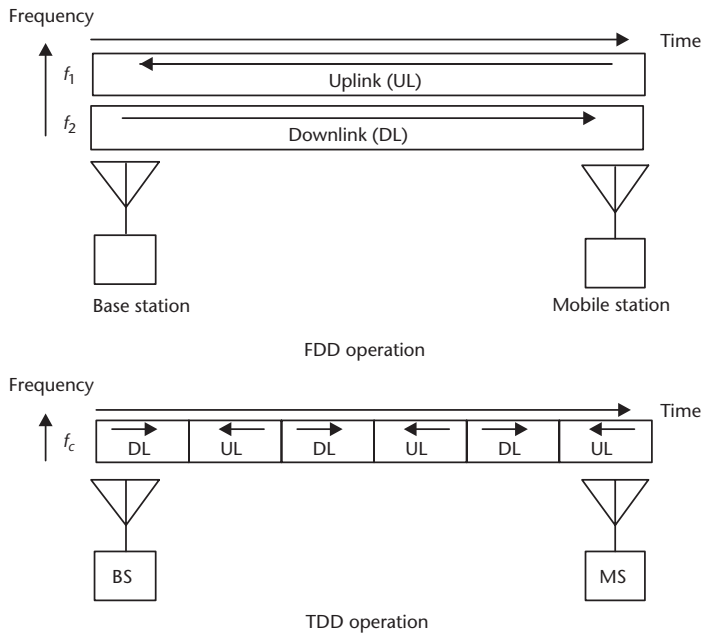 Frequency
Time
f1
Uplink (UL)
f2
Downlink (DL)
Base station
Mobile station
FDD operation
Frequency
Time
fc
DL UL DL UL DL UL
BS MS
TDD operation